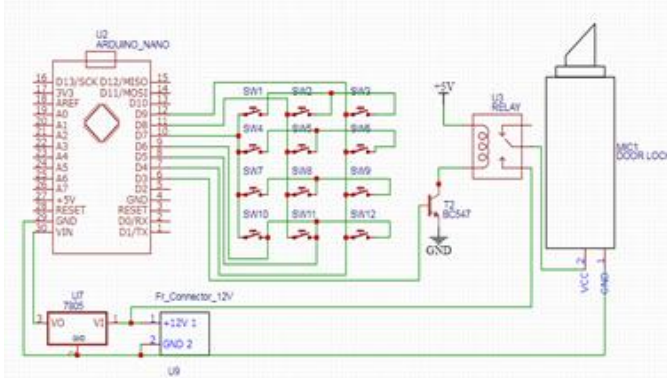 U2
ARDUINO_NANO
16 D13/SCK D12/MISO 15
17 3V3 D11/MOSI 14
18 AREF D10 13
19 A0 D9 12
20 A1 D8 11
21 A2 D7 10
22 A3 D6 9
23 A4 D5 8
24 A5 D4 7
25 A6 D3 6
26 A7 D2 5
27 +5V GND 4
28 RESET RESET 3
29 GND D0/RX 2
30 VIN D1/TX 1
SW1 SW2 SW3
SW4 SW5 SW6
SW7 SW8 SW9
SW10 SW11 SW12
+5V
U3
RELAY
T2
BC547
GND
MIC1
DOOR LOCK
2 1
VCC GND
U7
7805
3 VO VI 1
GND
Fr_Connector_12V
1 +12V 1
2 GND 2
U9